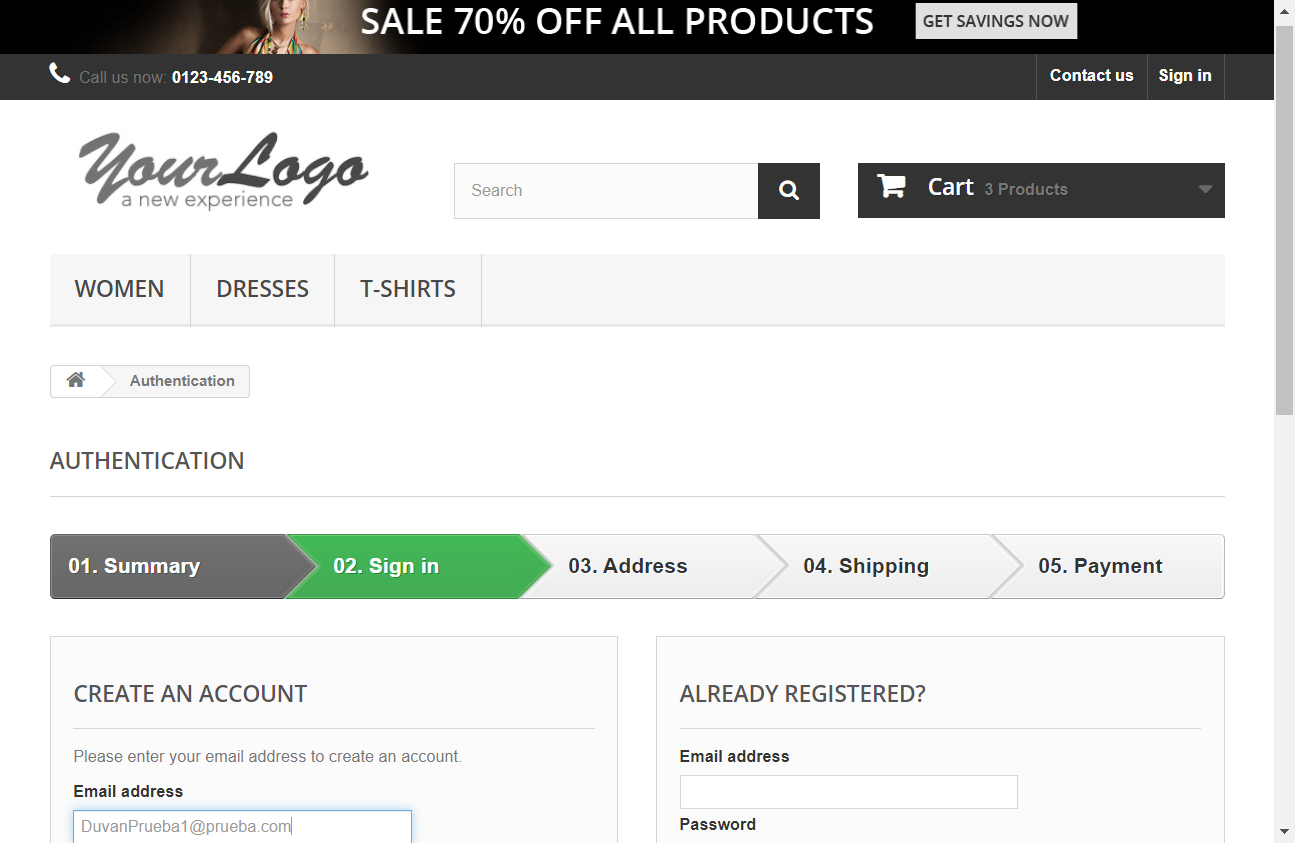 SALE 70% OFF ALL PRODUCTS GET SAVINGS NOW
Call us now: 0123-456-789 Contact us Sign in
YourLogo
a new experience
Search
Cart 3 Products
WOMEN DRESSES T-SHIRTS
Authentication
AUTHENTICATION
01. Summary 02. Sign in 03. Address 04. Shipping 05. Payment
CREATE AN ACCOUNT
Please enter your email address to create an account.
Email address
DuvanPrueba1@prueba.com
ALREADY REGISTERED?
Email address
Password